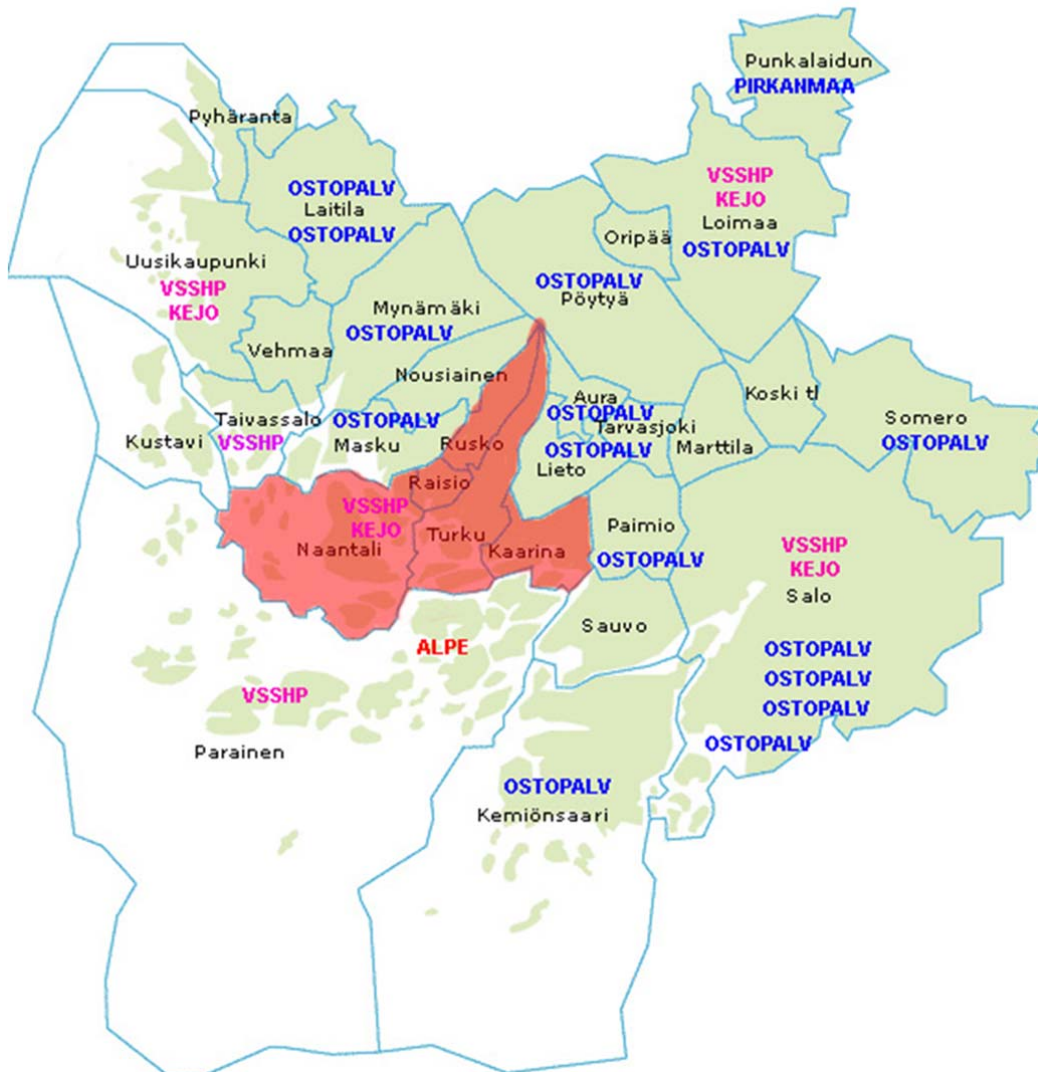 Punkalaidun
PIRKANMAA
Pyhäranta
OSTOPALV
Laitila
OSTOPALV
VSSHP
KEJO
Loimaa
OSTOPALV
Oripää
Uusikaupunki
VSSHP
KEJO
OSTOPALV
Pöytyä
Mynämäki
OSTOPALV
Vehmaa
Nousiainen
Koski tl
Aura
OSTOPALV
Tarvasjoki
OSTOPALV
Lieto
Marttila
Somero
OSTOPALV
Taivassalo
VSSHP
Kustavi
OSTOPALV
Masku
Rusko
Raisio
VSSHP
KEJO
Naantali
Turku
Kaarina
Paimio
OSTOPALV
VSSHP
KEJO
Salo
Sauvo
ALPE
OSTOPALV
OSTOPALV
OSTOPALV
OSTOPALV
VSSHP
Parainen
OSTOPALV
Kemiönsaari